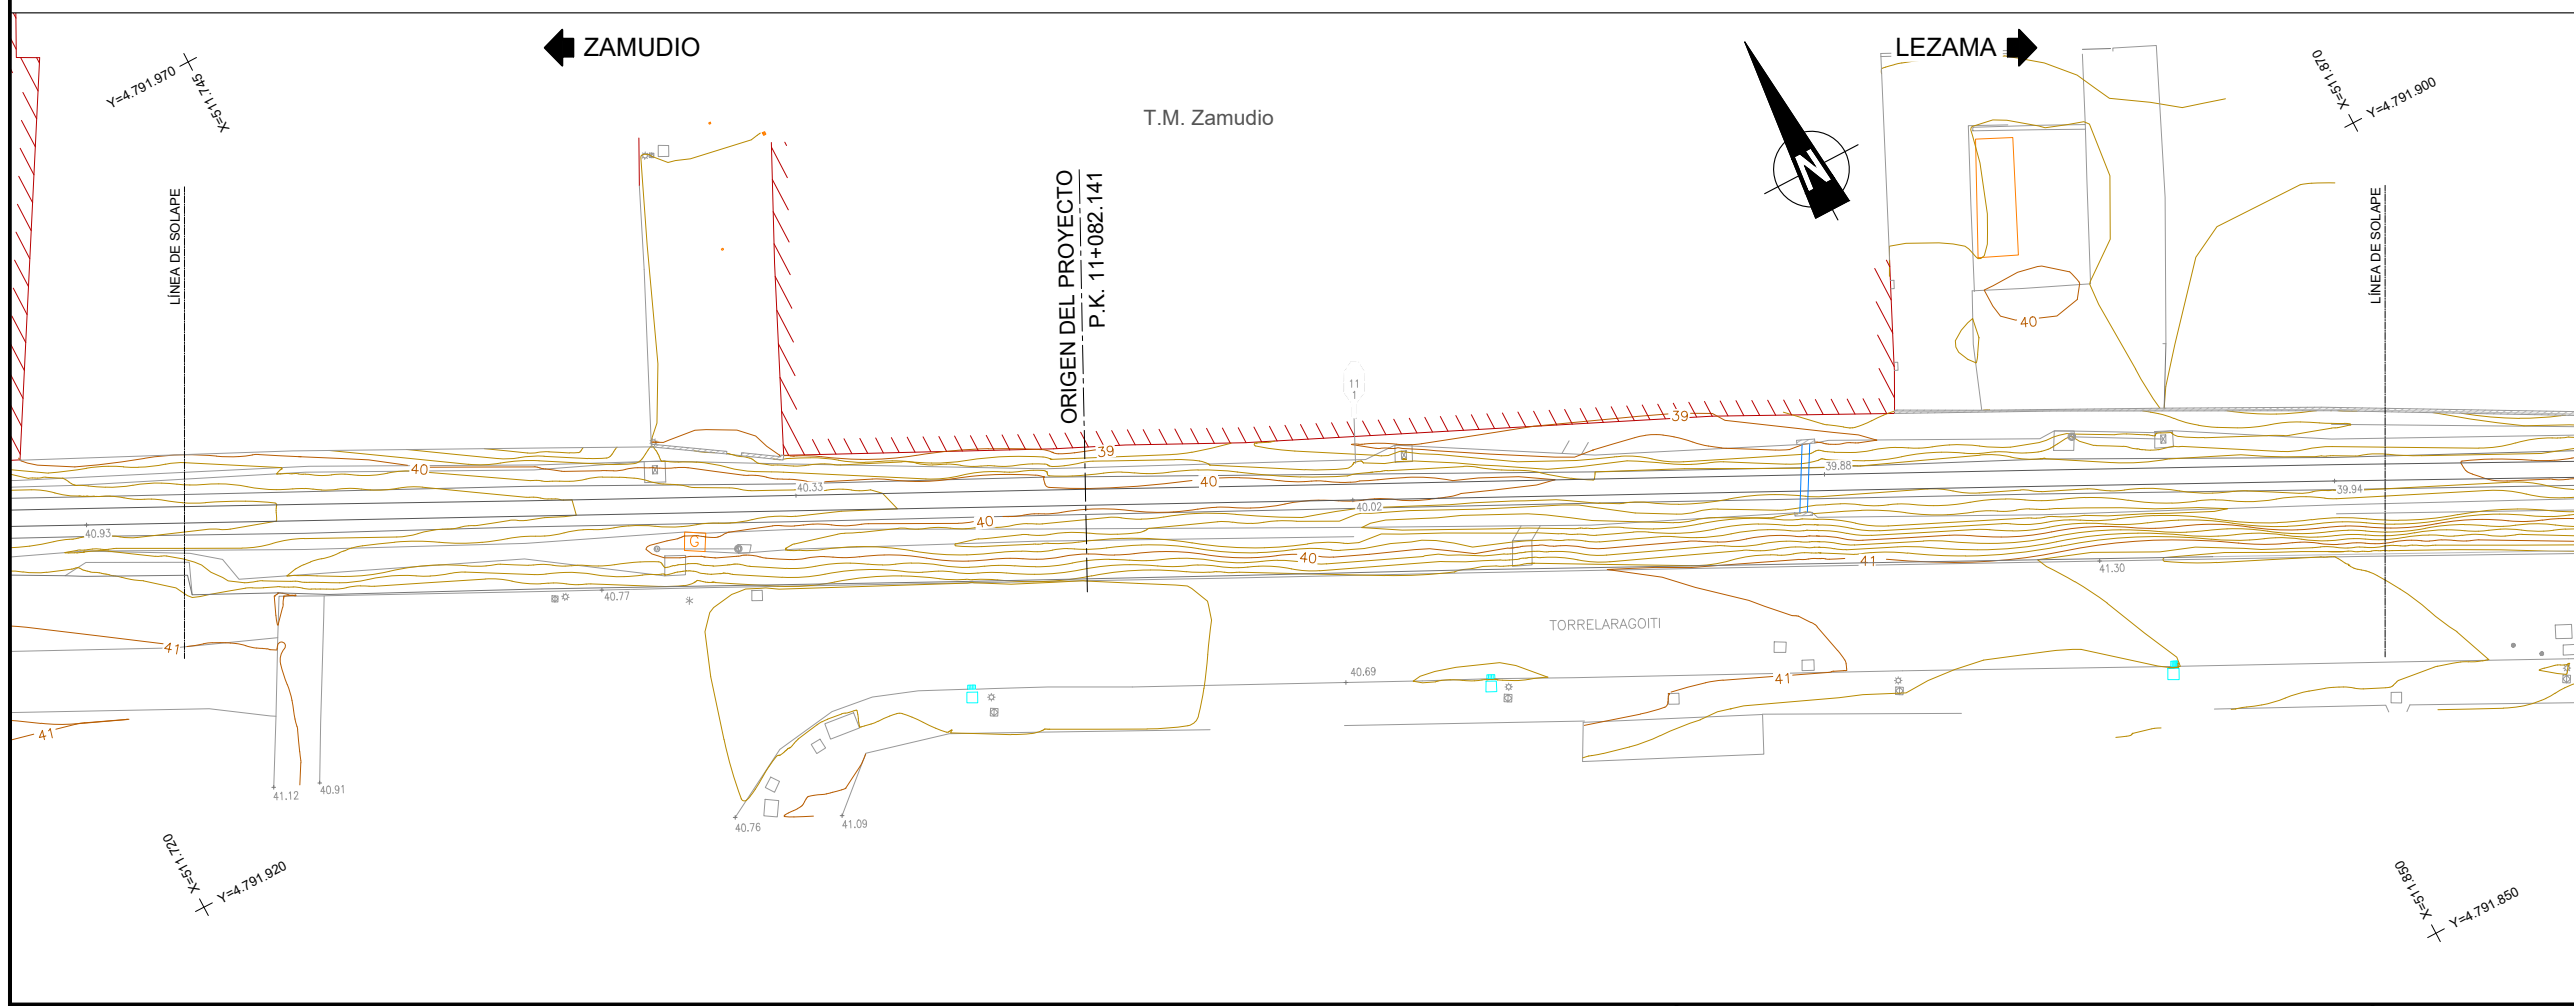 ZAMUDIO
LEZAMA
Y=4.791.970
X=511.745
X=511.870
Y=4.791.900
T.M. Zamudio
N
LÍNEA DE SOLAPE
ORIGEN DEL PROYECTO
P.K. 11+082.141
LÍNEA DE SOLAPE
40
11
1
39
39
40
40
40.33
39.88
39.94
40.02
40.93
40
G
40
41
41.30
40.77
TORRELARAGOITI
41
40.69
41
41
41.12
40.91
40.76
41.09
X=511.720
Y=4.791.920
X=511.850
Y=4.791.850